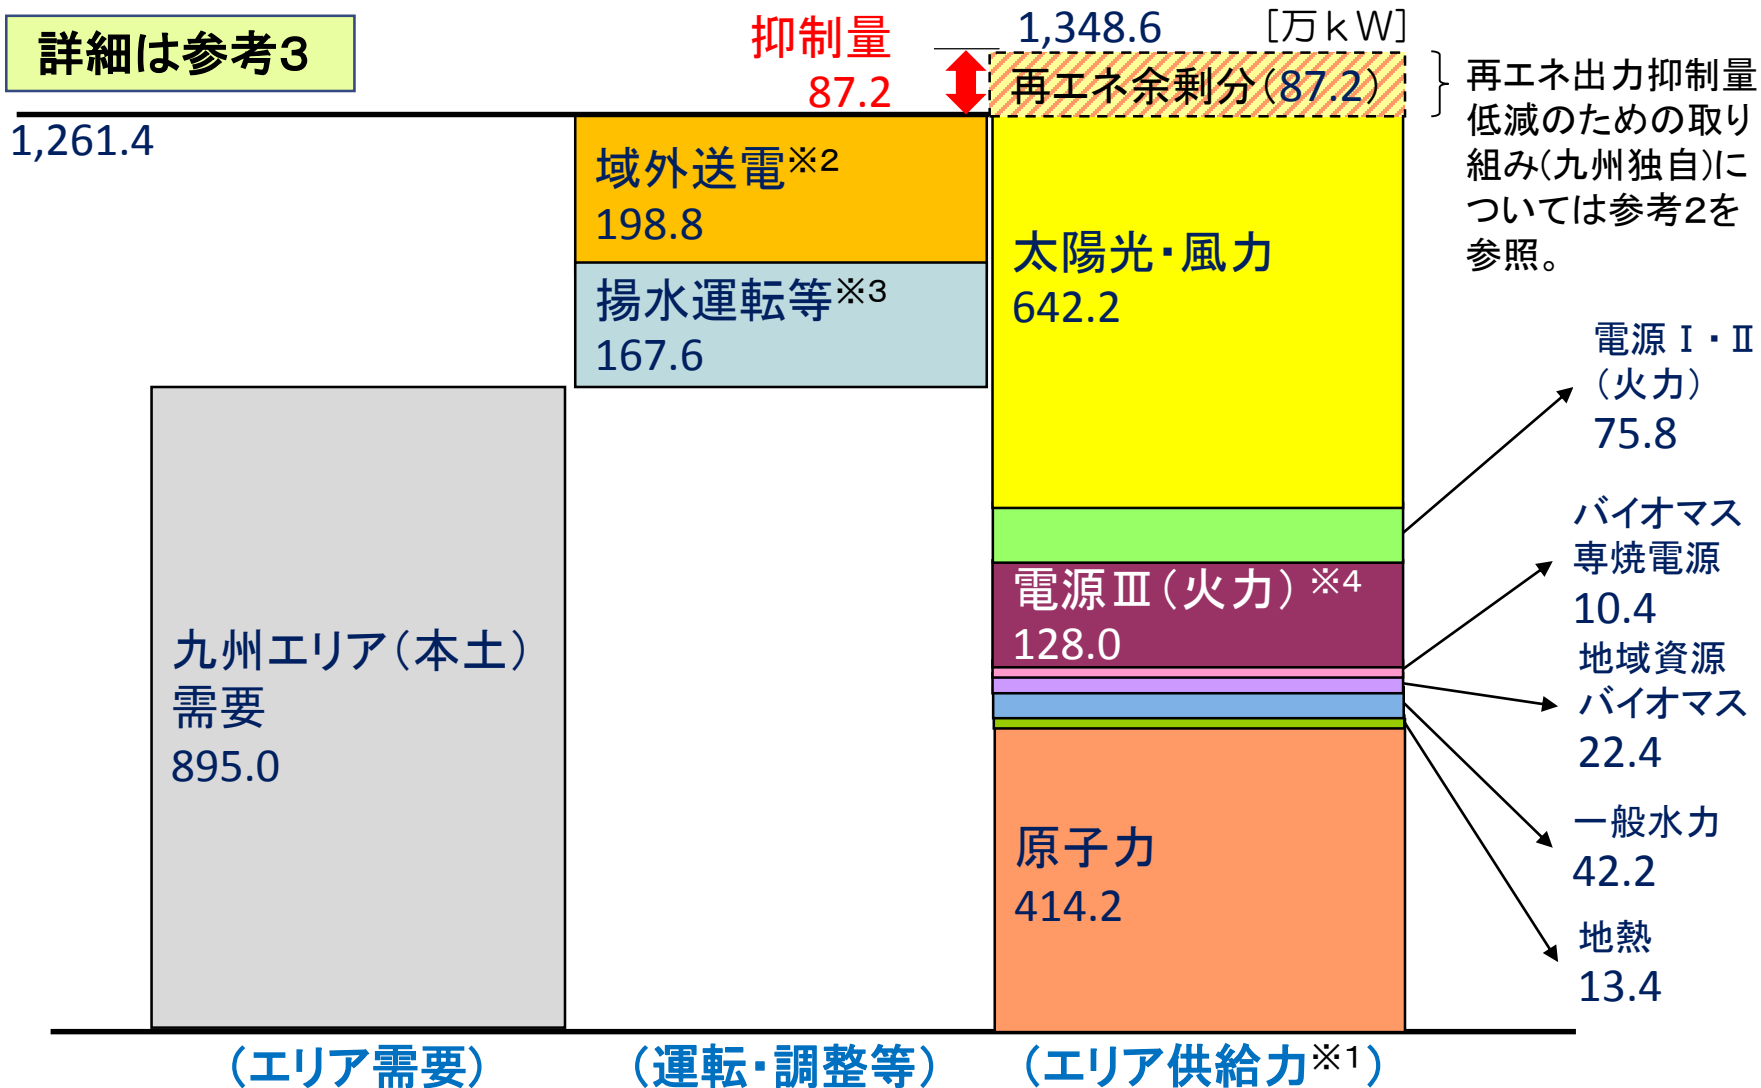 詳細は参考3
抑制量
87.2
1,348.6
[万kW]
再エネ余剰分(87.2)
再エネ出力抑制量
低減のための取り
組み(九州独自)に
ついては参考2を
参照。
1,261.4
域外送電※2
198.8
揚水運転等※3
167.6
太陽光・風力
642.2
電源Ⅰ・Ⅱ
(火力)
75.8
電源Ⅲ(火力)※4
128.0
バイオマス
専焼電源
10.4
地域資源
バイオマス
22.4
一般水力
42.2
地熱
13.4
九州エリア(本土)
需要
895.0
原子力
414.2
(エリア需要)
(運転・調整等)
(エリア供給力※1)